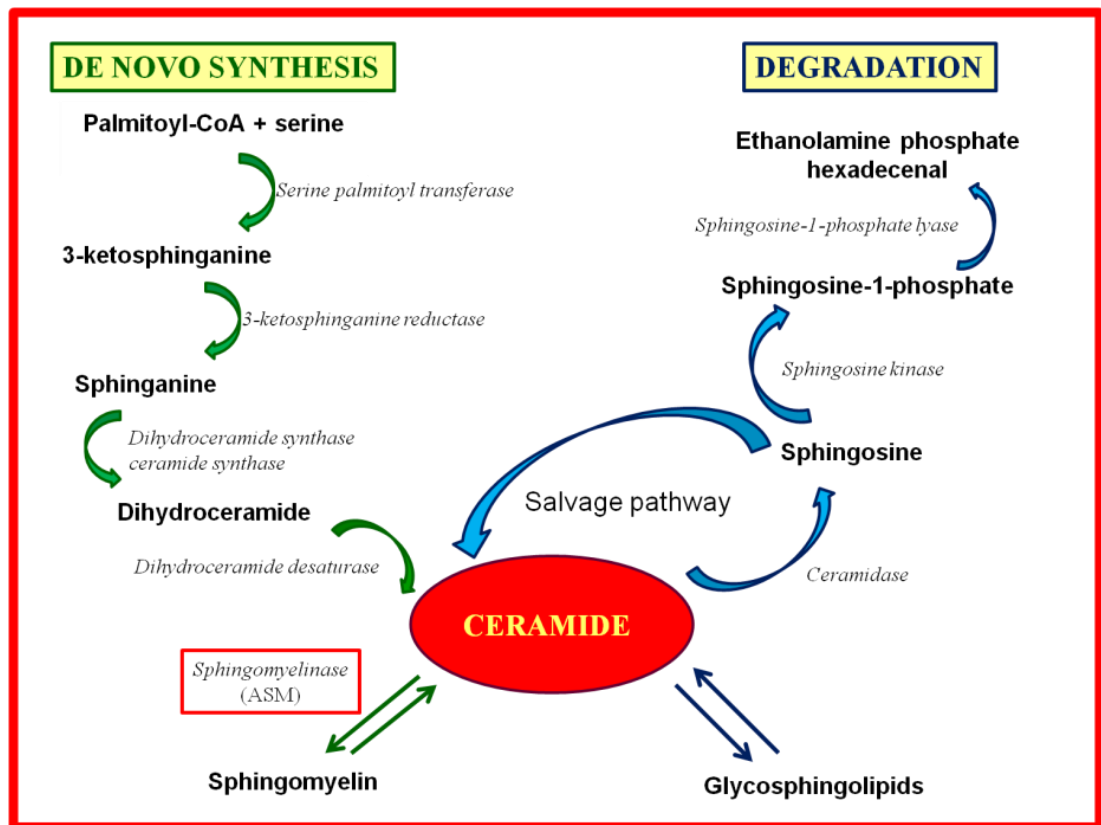 DE NOVO SYNTHESIS
Palmitoyl-CoA + serine
Serine palmitoyl transferase
3-ketosphinganine
3-ketosphinganine reductase
Sphinganine
Dihydroceramide synthase
ceramide synthase
Dihydroceramide
Dihydroceramide desaturase
DEGRADATION
Ethanolamine phosphate
hexadecenal
Sphingosine-1-phosphate lyase
Sphingosine-1-phosphate
Sphingosine kinase
Sphingosine
Salvage pathway
Ceramidase
CERAMIDE
Sphingomyelinase
(ASM)
Sphingomyelin
Glycosphingolipids